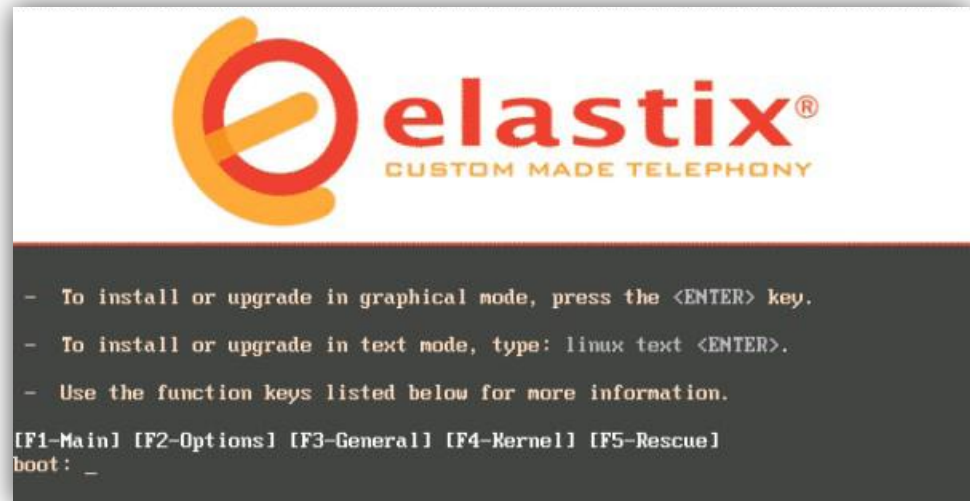 elastix®
CUSTOM MADE TELEPHONY
- To install or upgrade in graphical mode, press the <ENTER> key.
- To install or upgrade in text mode, type: linux text <ENTER>.
- Use the function keys listed below for more information.
[F1-Main] [F2-Options] [F3-General] [F4-Kernel] [F5-Rescue]
boot: _